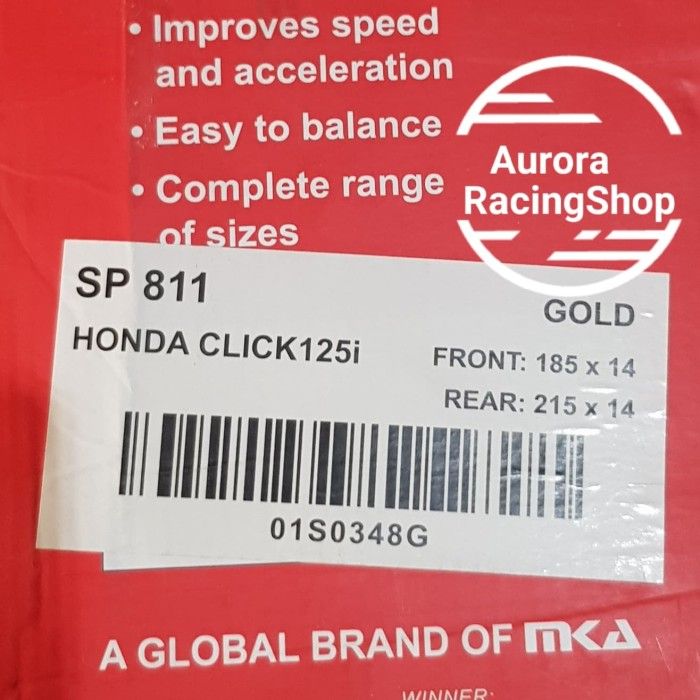 • Improves speed
and acceleration
• Easy to balance
• Complete range
of sizes
Aurora
RacingShop
SP 811
GOLD
HONDA CLICK125i
FRONT: 185 x 14
REAR: 215 x 14
01S0348G
A GLOBAL BRAND OF MKA
WINNER: